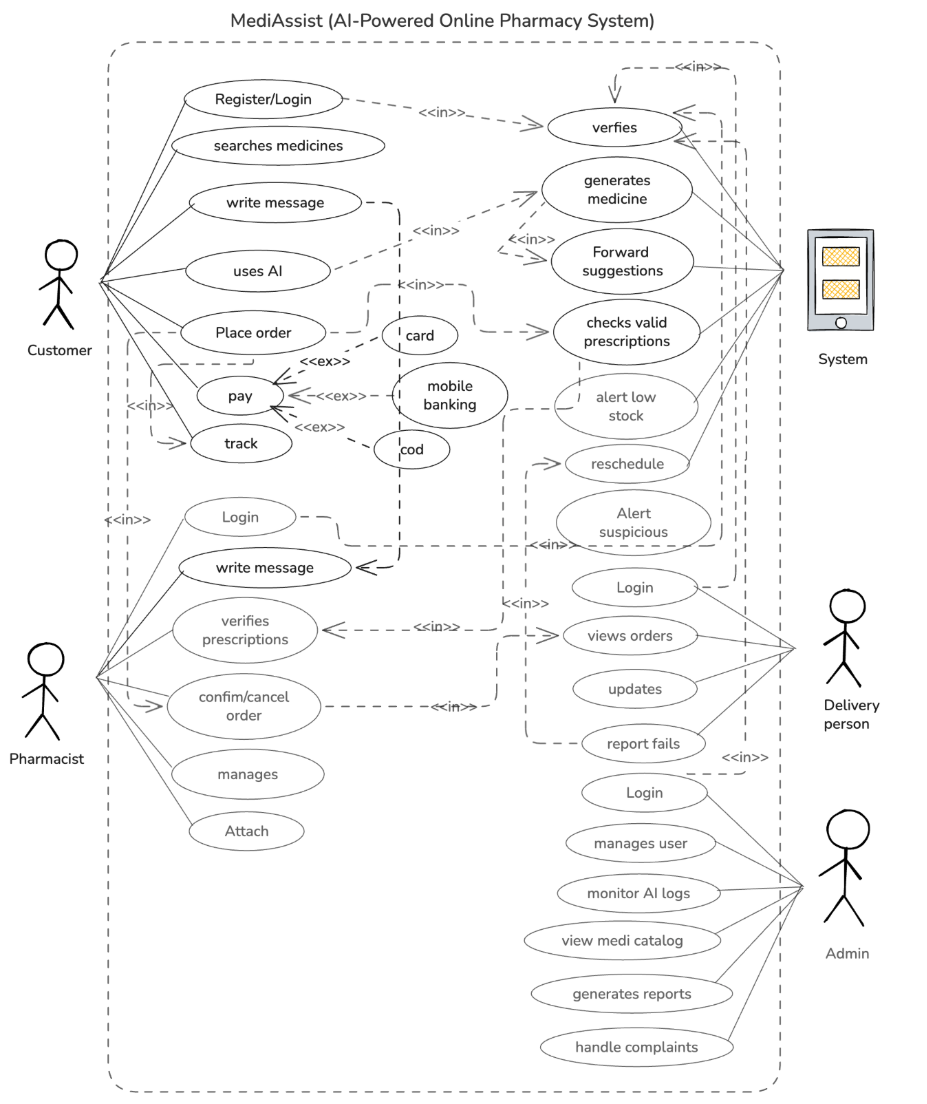 MediAssist (AI-Powered Online Pharmacy System)
<<in>>
Register/Login
<<in>>
verfies
searches medicines
generates
medicine
write message
<<in>>
<<in>>
Forward
suggestions
uses AI
<<in>>
Customer
Place order
card
checks valid
prescriptions
System
<<ex>>
pay
<<ex>>
mobile
banking
alert low
stock
<<in>>
<<ex>>
track
cod
reschedule
Login
<<in>>
Alert
suspicious
<<in>>
write message
Login
<<in>>
verifies
prescriptions
<<in>>
views orders
confim/cancel
order
<<in>>
updates
Delivery
person
Pharmacist
report fails
<<in>>
manages
Login
Attach
manages user
monitor AI logs
view medi catalog
Admin
generates reports
handle complaints